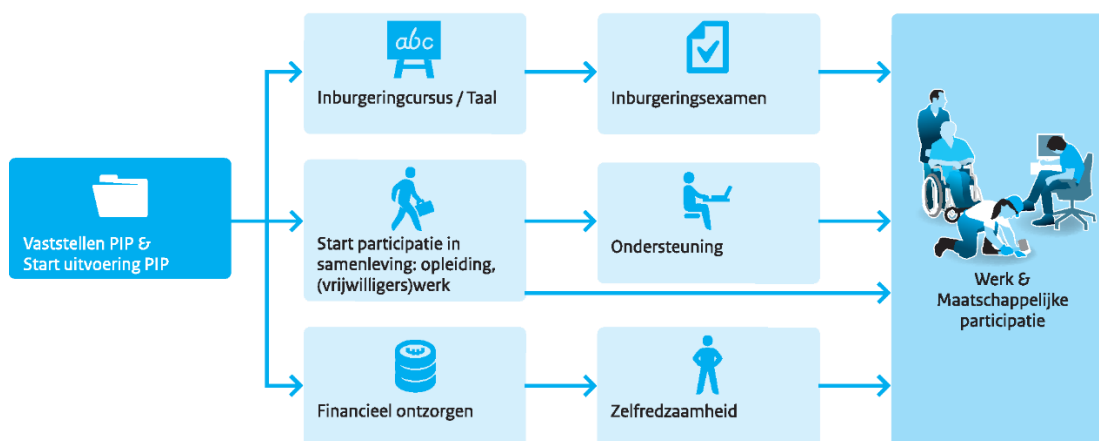 abc
Inburgeringcursus / Taal
Inburgeringsexamen
Vaststellen PIP &
Start uitvoering PIP
Start participatie in
samenleving: opleiding,
(vrijwilligers)werk
Ondersteuning
Werk &
Maatschappelijke
participatie
Financieel ontzorgen
Zelfredzaamheid